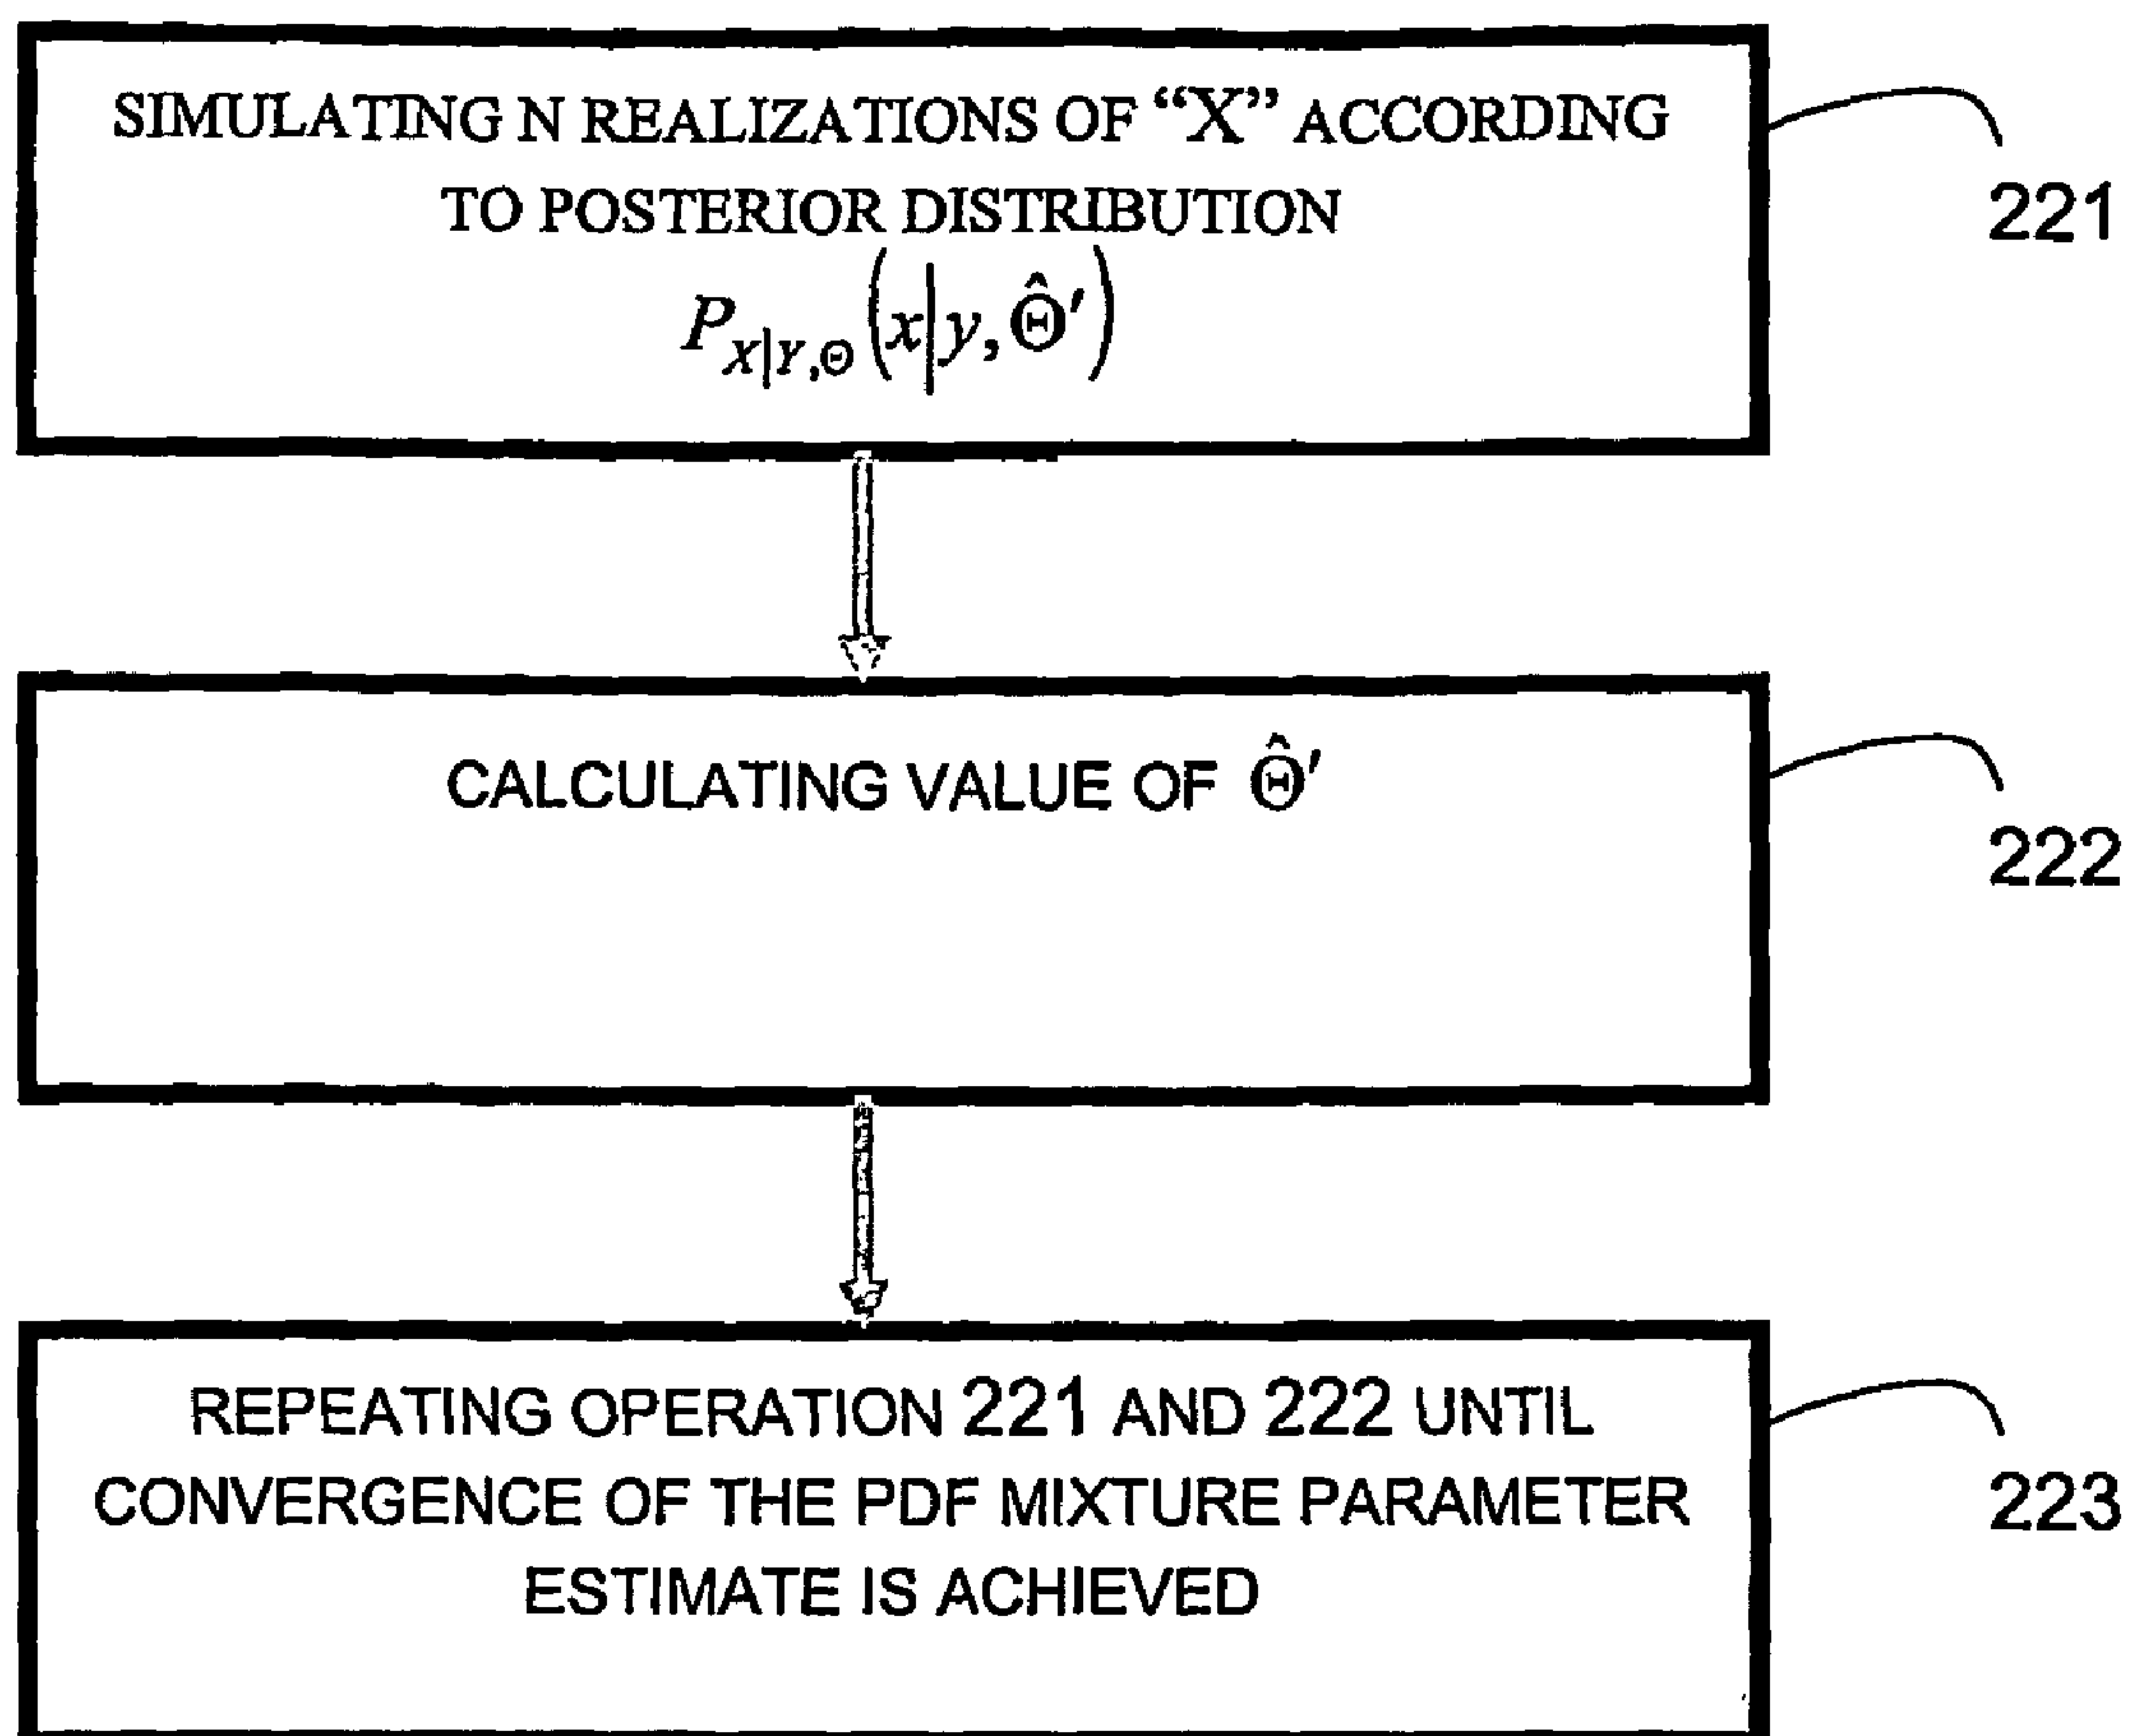 SIMULATING N REALIZATIONS OF “X” ACCORDING
TO POSTERIOR DISTRIBUTION
P_{X|Y,Θ}(x|y, Θ̂′)
221
CALCULATING VALUE OF Θ̂′
222
REPEATING OPERATION 221 AND 222 UNTIL
CONVERGENCE OF THE PDF MIXTURE PARAMETER
ESTIMATE IS ACHIEVED
223